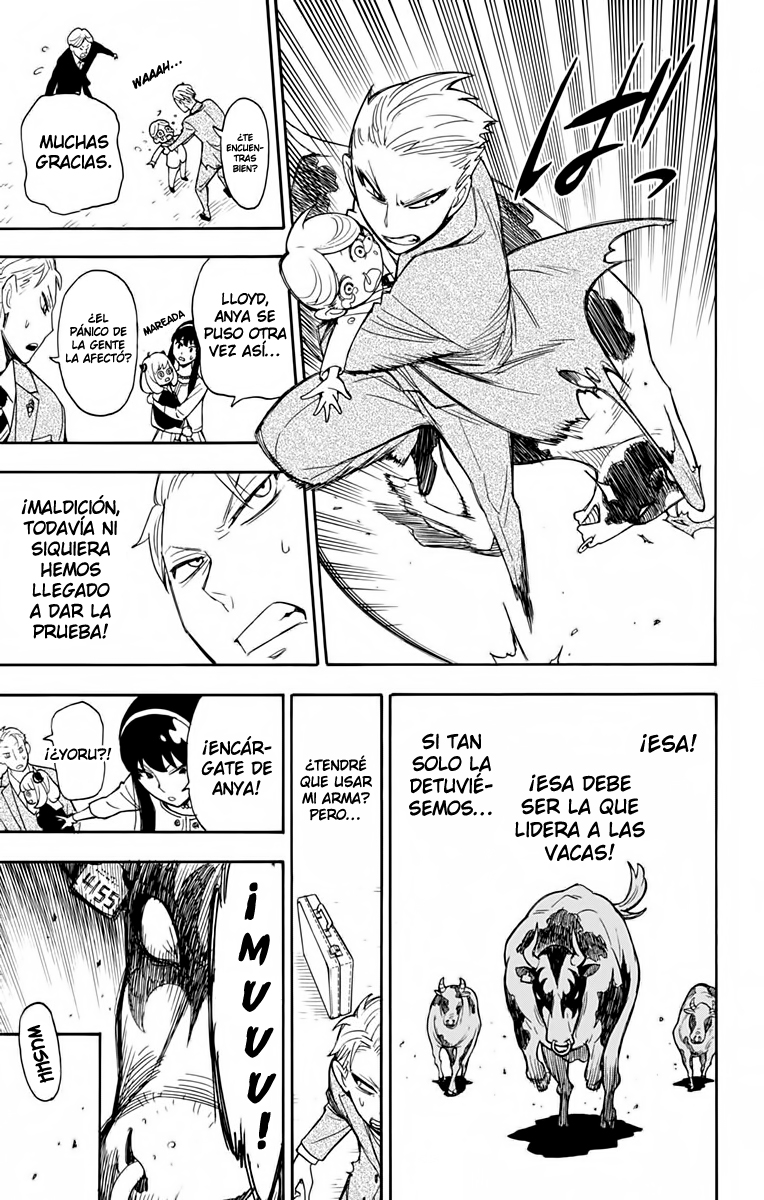 ばッ
WAAAH...
¿TE
ENCUEN-
TRAS
BIEN?
MUCHAS
GRACIAS.
LLOYD,
ANYA SE
PUSO OTRA
VEZ ASÍ...
MAREADA
¿EL
PÁNICO DE
LA GENTE
LA AFECTÓ?
¡MALDICIÓN,
TODAVÍA NI
SIQUIERA
HEMOS
LLEGADO
A DAR LA
PRUEBA!
¡ESA!
¡ESA DEBE
SER LA QUE
LIDERA A LAS
VACAS!
SI TAN
SOLO LA
DETUVIÉ-
SEMOS...
¿TENDRÉ
QUE USAR
MI ARMA?
PERO...
¡ENCÁR-
GATE DE
ANYA!
¡¿YORU?!
¡MUUU!
4155
WUSHH